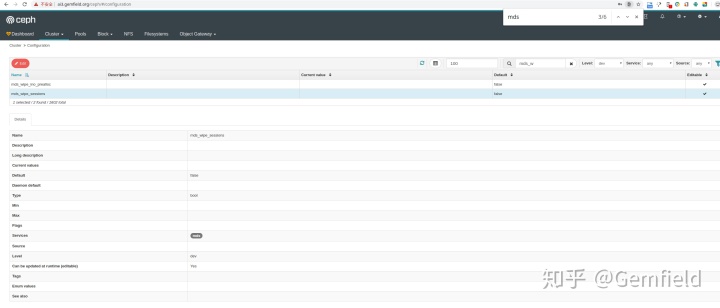 不安全 | oii.gemfield.org/ceph/#/configuration
mds 3/6
ceph
Dashboard Cluster Pools Block NFS Filesystems Object Gateway
Cluster > Configuration
Edit 100 mds_w Level: dev Service: any Source: any
Name Description Current value Default Editable
mds_wipe_ino_prealloc false
mds_wipe_sessions false
1 selected / 2 found / total
Details
Name mds_wipe_sessions
Description
Long description
Current values
Default false
Daemon default
Type bool
Min
Max
Flags
Services mds
Source
Level dev
Can be updated at runtime (editable) Yes
Tags
Enum values
See also
知乎 @Gemfield